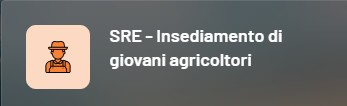 SRE – Insediamento di
giovani agricoltori